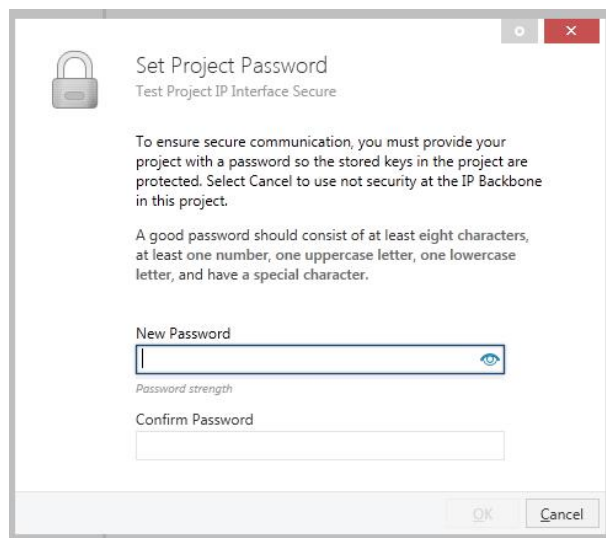 Set Project Password
Test Project IP Interface Secure
To ensure secure communication, you must provide your
project with a password so the stored keys in the project are
protected. Select Cancel to use not security at the IP Backbone
in this project.
A good password should consist of at least eight characters,
at least one number, one uppercase letter, one lowercase
letter, and have a special character.
New Password
Password strength
Confirm Password
OK Cancel